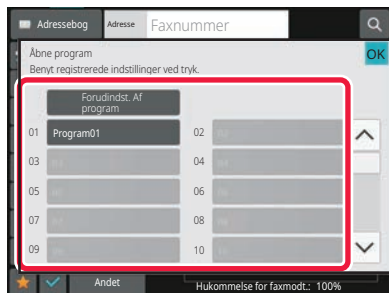 Adressebog Adresse Faxnummer
Åbne program OK
Benyt registrerede indstillinger ved tryk.
Forudindst. Af
program
01 Program01 02
03 04
05 06
07 08
09 10
Andet Hukommelse for faxmodt.: 100%